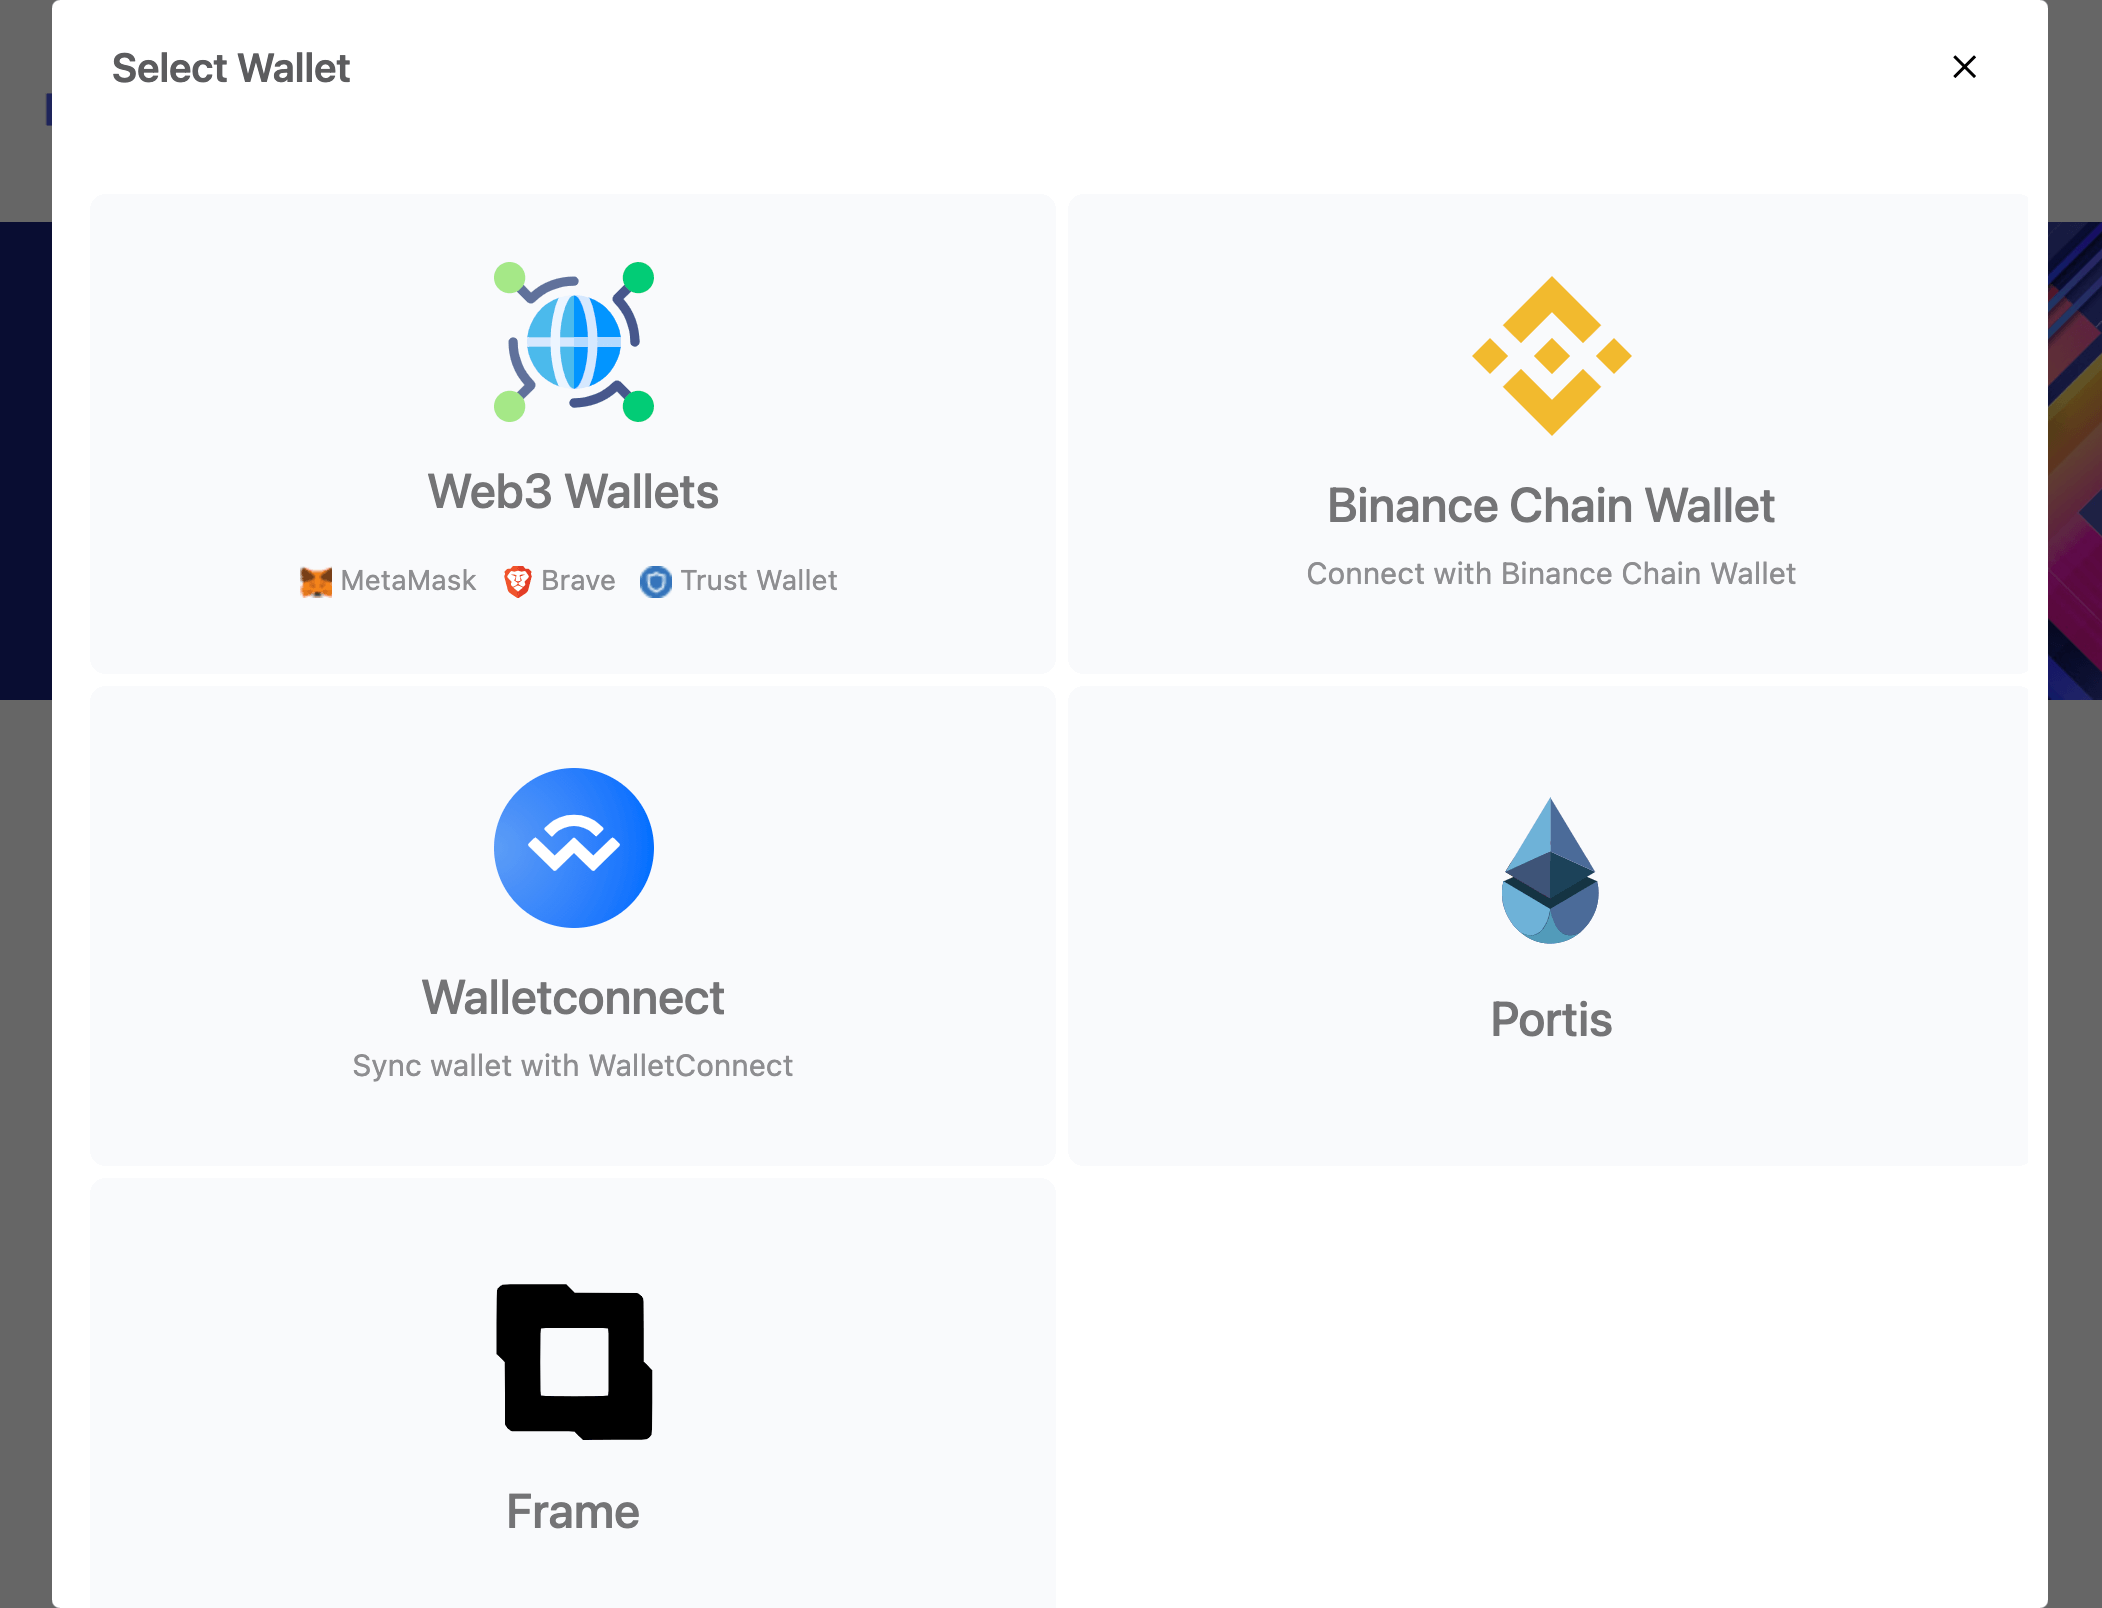 Select Wallet
Web3 Wallets
MetaMask Brave Trust Wallet
Binance Chain Wallet
Connect with Binance Chain Wallet
Walletconnect
Sync wallet with WalletConnect
Portis
Frame